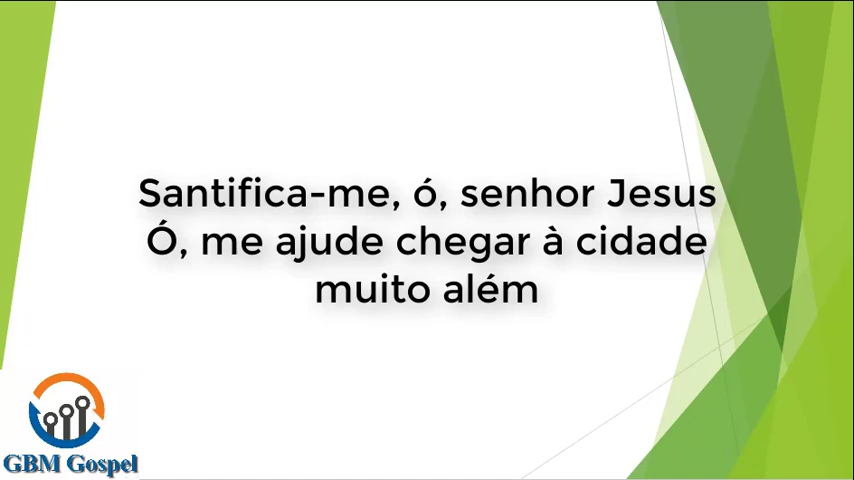 Santifica-me, ó, senhor Jesus
Ó, me ajude chegar à cidade
muito além
GBM Gospel